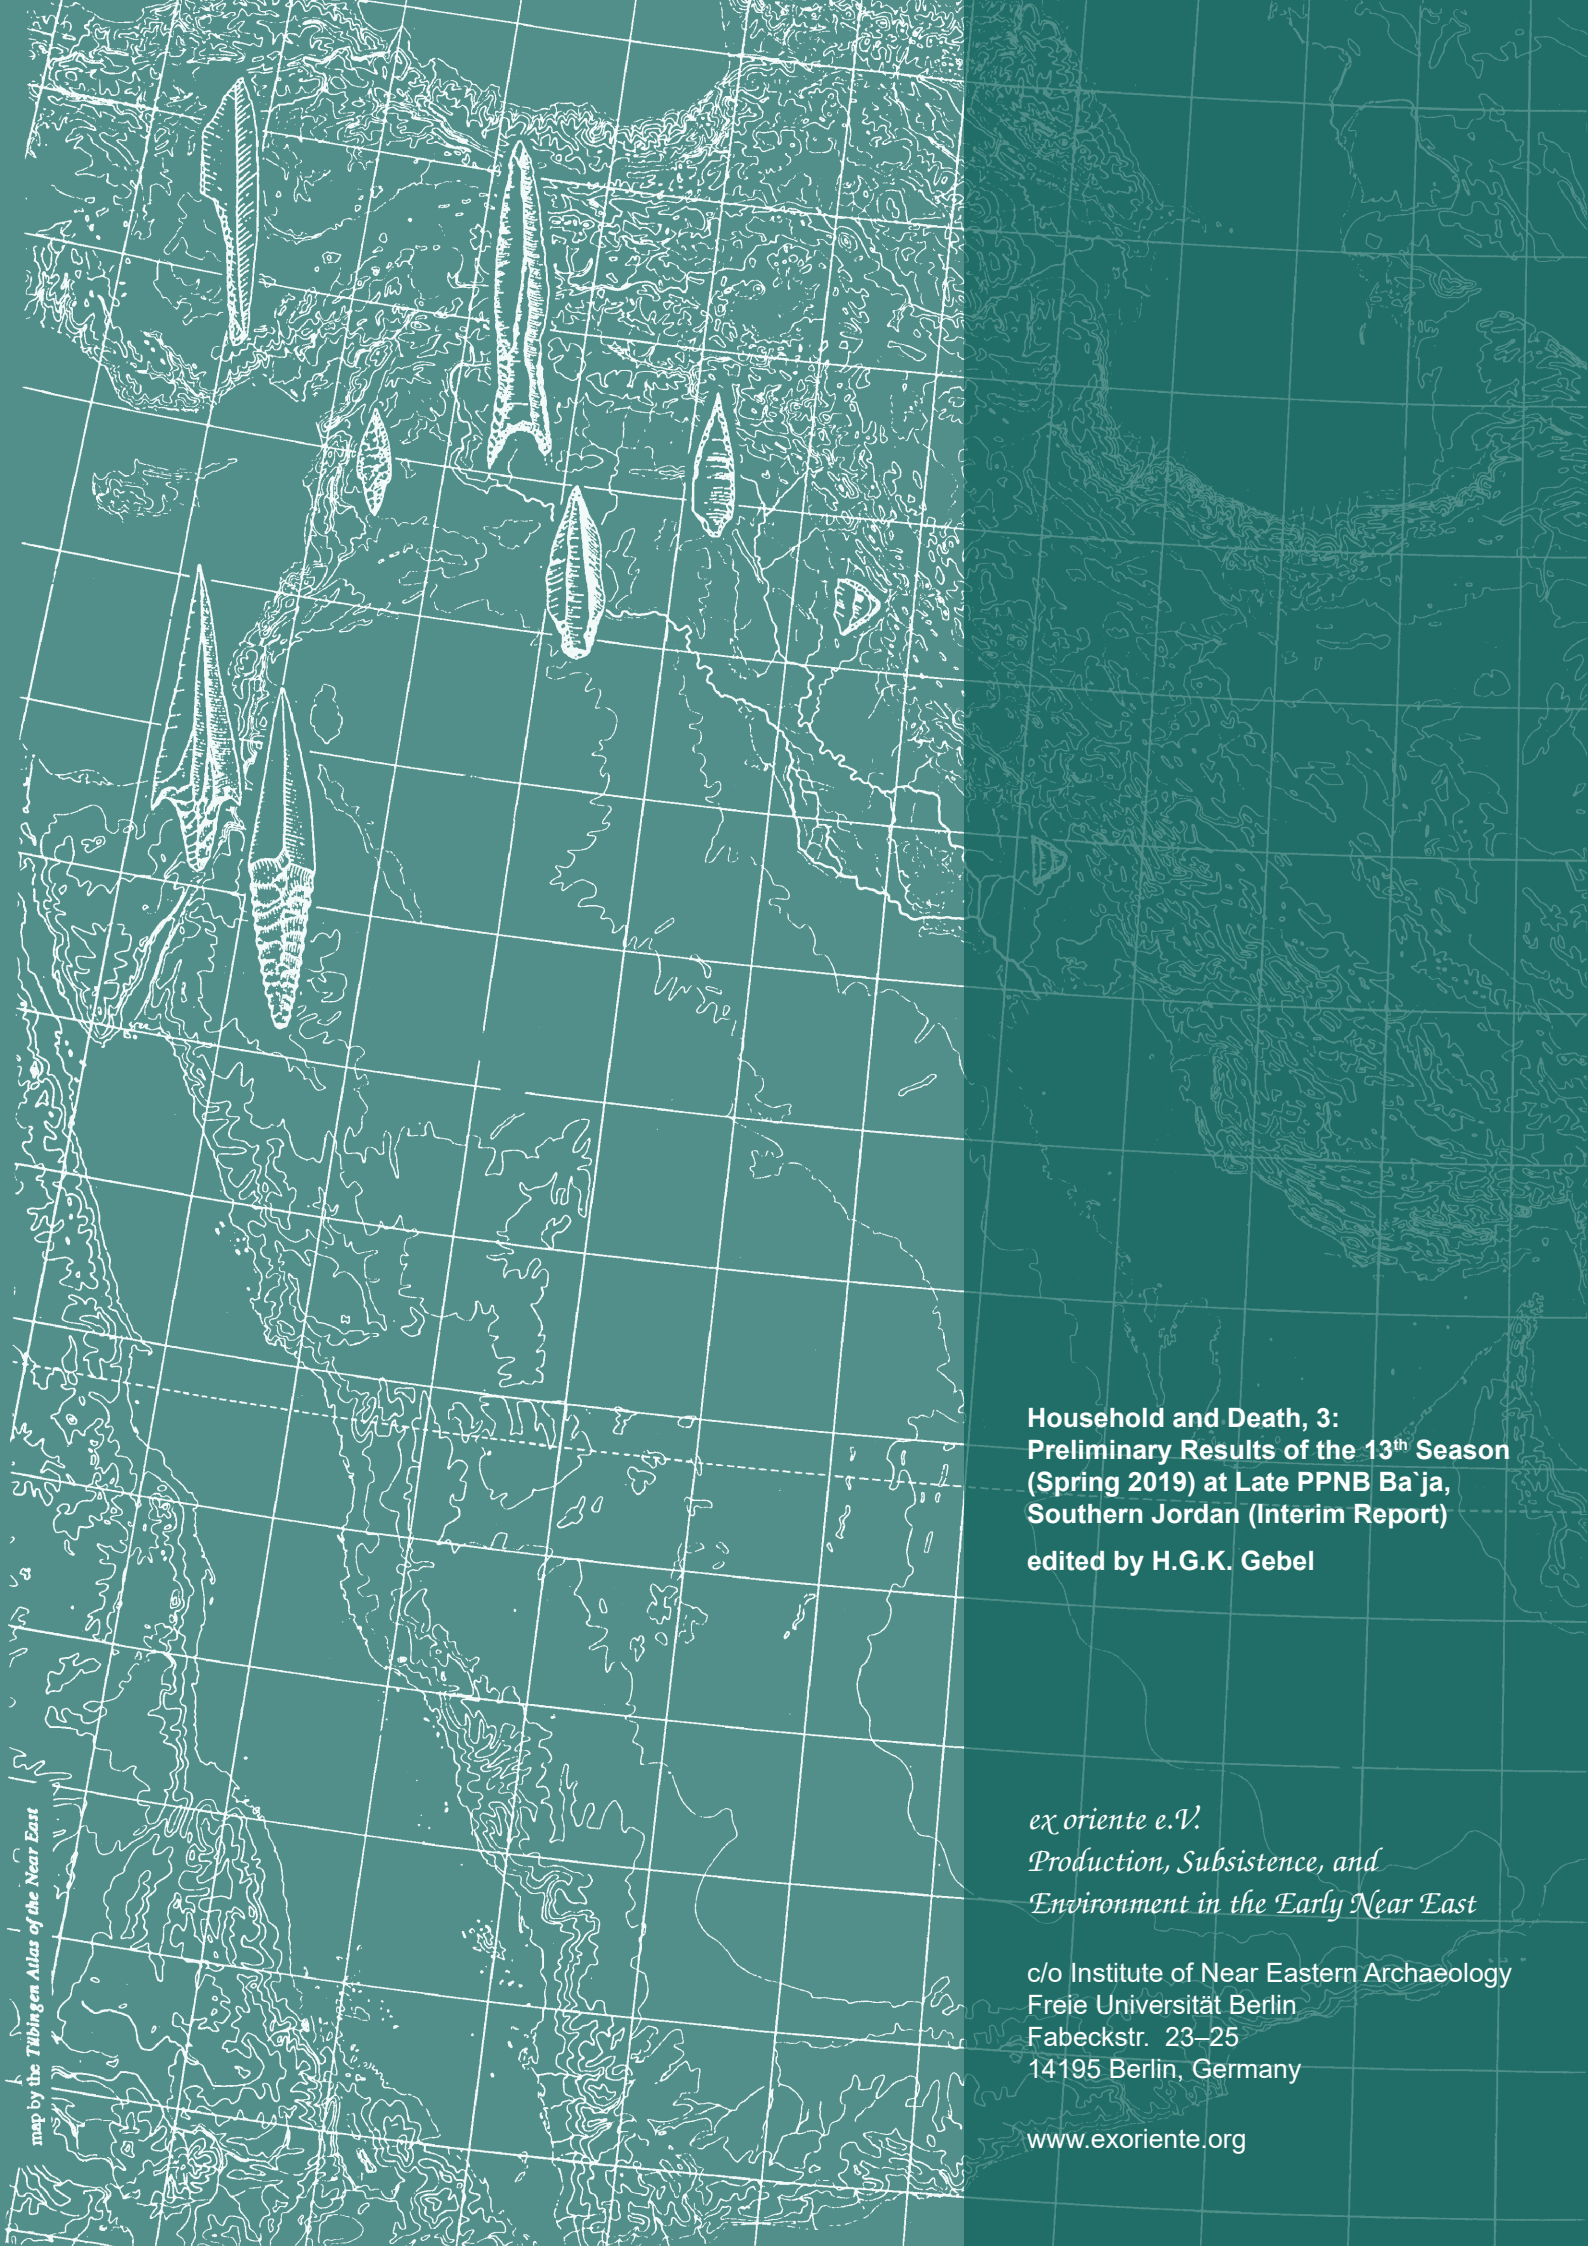 Household and Death, 3:
Preliminary Results of the 13th Season
(Spring 2019) at Late PPNB Ba`ja,
Southern Jordan (Interim Report)
edited by H.G.K. Gebel
ex oriente e.V.
Production, Subsistence, and
Environment in the Early Near East
c/o Institute of Near Eastern Archaeology
Freie Universität Berlin
Fabeckstr.  23–25
14195 Berlin, Germany
www.exoriente.org
map by the Tübingen Atlas of the Near East